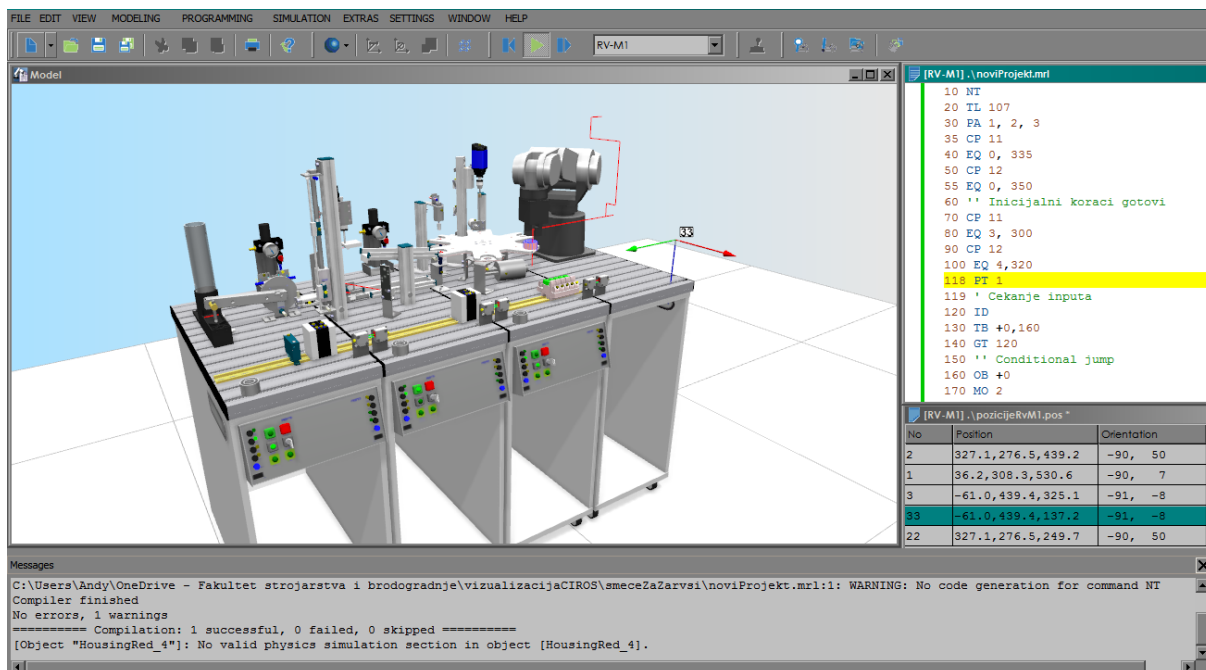 FILE EDIT VIEW MODELING PROGRAMMING SIMULATION EXTRAS SETTINGS WINDOW HELP
RV-M1
Model
33
[RV-M1] .\noviProjekt.mrl
10 NT
20 TL 107
30 PA 1, 2, 3
35 CP 11
40 EQ 0, 335
50 CP 12
55 EQ 0, 350
60 '' Inicijalni koraci gotovi
70 CP 11
80 EQ 3, 300
90 CP 12
100 EQ 4,320
118 PT 1
119 ' Cekanje inputa
120 ID
130 TB +0,160
140 GT 120
150 '' Conditional jump
160 OB +0
170 MO 2
[RV-M1] .\pozicijeRvM1.pos *
No Position Orientation
2 327.1,276.5,439.2 -90, 50
1 36.2,308.3,530.6 -90, 7
3 -61.0,439.4,325.1 -91, -8
33 -61.0,439.4,137.2 -91, -8
22 327.1,276.5,249.7 -90, 50
Messages
C:\Users\Andy\OneDrive - Fakultet strojarstva i brodogradnje\vizualizacijaCIROS\smeceZaZarvsi\noviProjekt.mrl:1: WARNING: No code generation for command NT
Compiler finished
No errors, 1 warnings
========== Compilation: 1 successful, 0 failed, 0 skipped ==========
[Object "HousingRed_4"]: No valid physics simulation section in object [HousingRed_4].